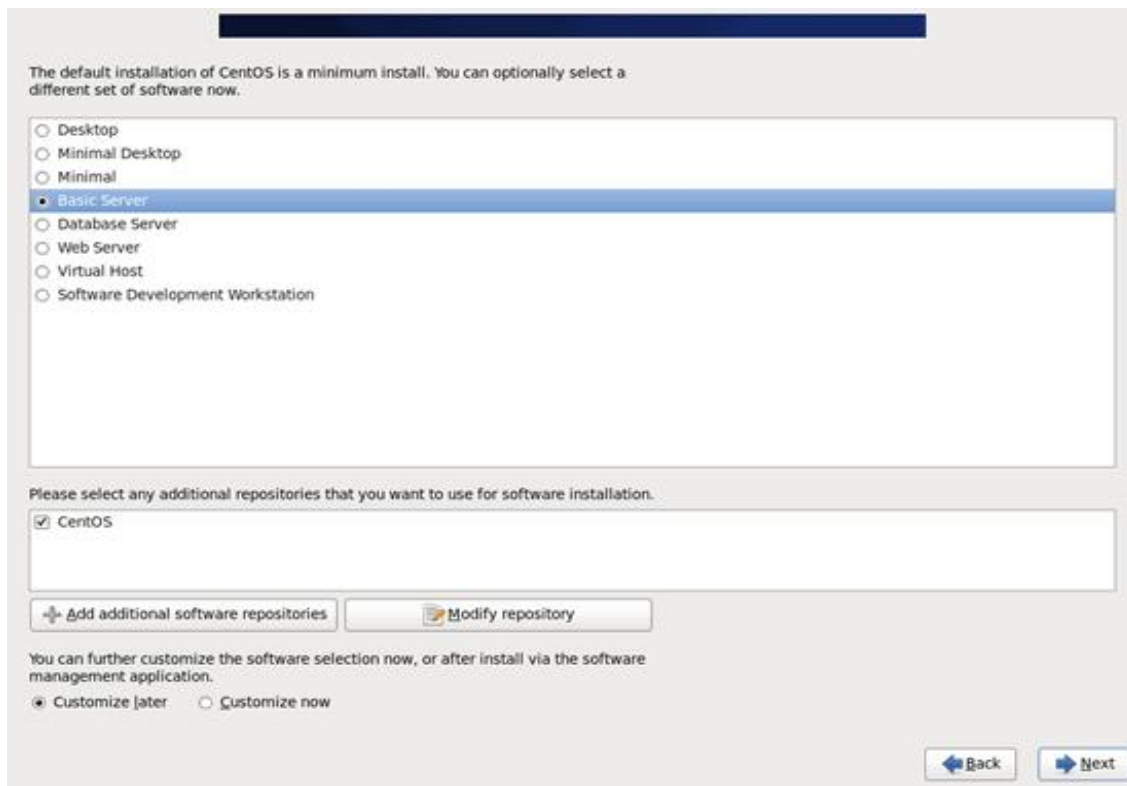 The default installation of CentOS is a minimum install. You can optionally select a
different set of software now.
Desktop
Minimal Desktop
Minimal
Basic Server
Database Server
Web Server
Virtual Host
Software Development Workstation
Please select any additional repositories that you want to use for software installation.
CentOS
Add additional software repositories
Modify repository
You can further customize the software selection now, or after install via the software
management application.
Customize later
Customize now
Back
Next